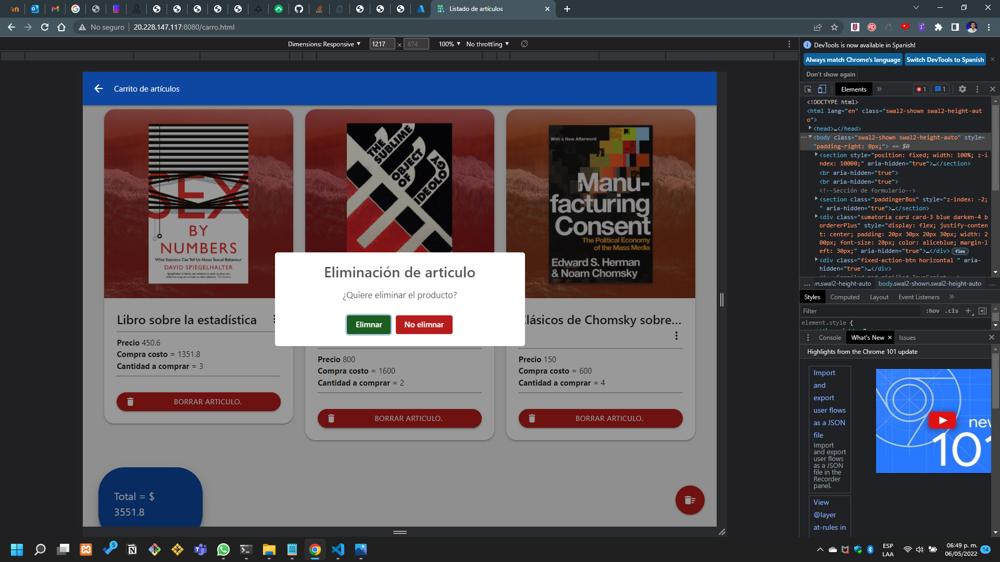 Listado de artículos
No seguro
20.228.147.117:8080/carro.html
Dimensions: Responsive
1217 × 874
100%
No throttling
DevTools is now available in Spanish!
Always match Chrome's language
Switch DevTools to Spanish
Don't show again
Elements
1
1
<!DOCTYPE html>
<html lang="en" class="swal2-shown swal2-height-aut
o">
<head>…</head>
<body class="swal2-shown swal2-height-auto" style=
"padding-right: 0px;"> == $0
<section style="position: fixed; width: 100%; z-i
ndex: 10000;" aria-hidden="true">…</section>
<br aria-hidden="true">
<br aria-hidden="true">
<!--Sección de formulario-->
<section class="paddingerBox" style="z-index: -2;
" aria-hidden="true">…</section>
<div class="sumatoria card card-3 blue darken-4 b
ordererPlus" style="display: flex; justify-conten
t: center; padding: 20px 30px 20px 30px; width: 2
00px; font-size: 20px; color: aliceblue; margin-l
eft: 30px;" aria-hidden="true">…</div>
flex
<div class="fixed-action-btn horizontal " aria-
hidden="true">…</div>
<!-- Compiled and minified JavaScript -->
... rn.swal2-height-auto body.swal2-shown.swal2-height-auto ...
Styles
Computed
Layout
Event Listeners
Filter
:hov
.cls
element.style {
Console
What's New
Issues
Highlights from the Chrome 101 update
Import
and
export
user flows
as a JSON
file
Import
and export
user flows
as a JSON
file in the
Recorder
panel.
new
101
View
@layer
at-rules in
Carrito de artículos
SEX
BY
NUMBERS
What Statistics Can Tell Us About Sexual Behaviour
DAVID SPIEGELHALTER
THE
SUBLIME
OBJECT
OF
IDEOLOGY
With a New Afterword
Manu-
facturing
Consent
The Political Economy
of the Mass Media
Edward S. Herman
& Noam Chomsky
Eliminación de articulo
¿Quiere eliminar el producto?
Elimnar
No elimnar
Libro sobre la estadística
Precio 450.6
Compra costo = 1351.8
Cantidad a comprar = 3
BORRAR ARTICULO.
Precio 800
Compra costo = 1600
Cantidad a comprar = 2
BORRAR ARTICULO.
Clásicos de Chomsky sobre...
Precio 150
Compra costo = 600
Cantidad a comprar = 4
BORRAR ARTICULO.
Total = $
3551.8
5
ESP
LAA
06:49 p. m.
06/05/2022
14